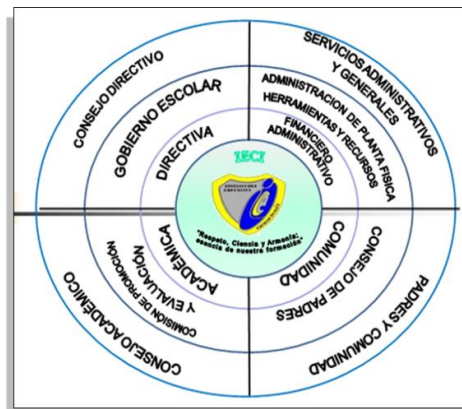 CONSEJO DIRECTIVO
GOBIERNO ESCOLAR
DIRECTIVA
SERVICIOS ADMINISTRATIVOS
Y GENERALES
ADMINISTRACION DE PLANTA FISICA
HERRAMIENTAS Y RECURSOS
FINANCIERO
ADMINISTRATIVO
IECI
"Respeto, Ciencia y Armonía;
esencia de nuestra formación"
ACADÉMICA
COMISIÓN DE PROMOCIÓN
Y EVALUACIÓN
CONSEJO ACADÉMICO
COMUNIDAD
CONSEJO DE PADRES
PADRES Y COMUNIDAD